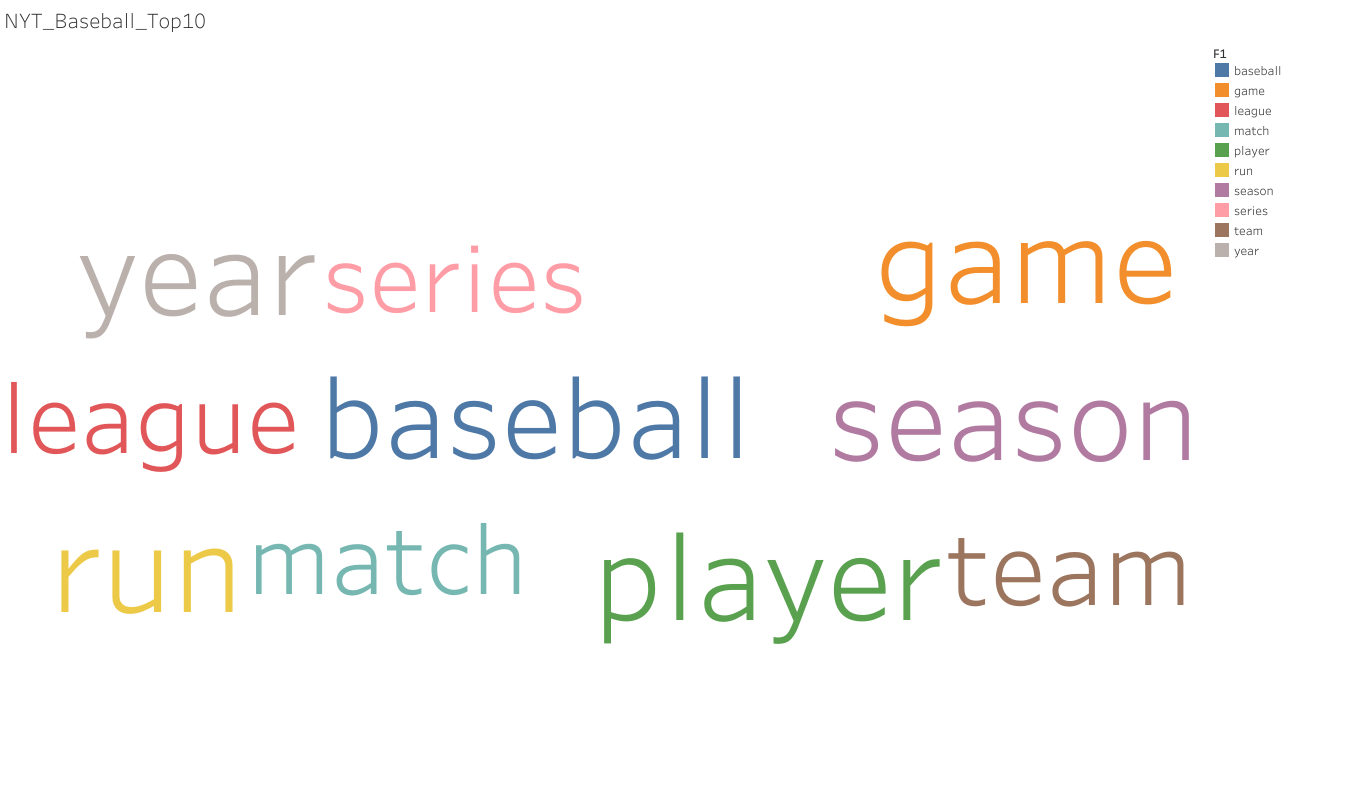 NYT_Baseball_Top10
F1
baseball
game
league
match
player
run
season
series
team
year
year series game
league baseball season
run match player team